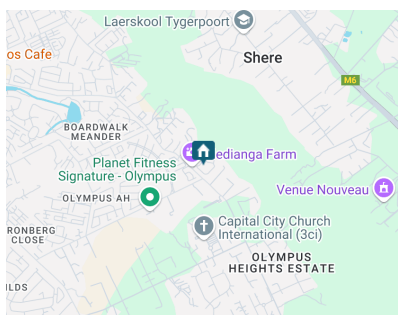 Laerskool Tygerpoort
os Cafe
Shere
M6
BOARDWALK
MEANDER
edianga Farm
Planet Fitness
Signature - Olympus
Venue Nouveau
OLYMPUS AH
Capital City Church
International (3ci)
RONBERG
CLOSE
OLYMPUS
HEIGHTS ESTATE
ILDS